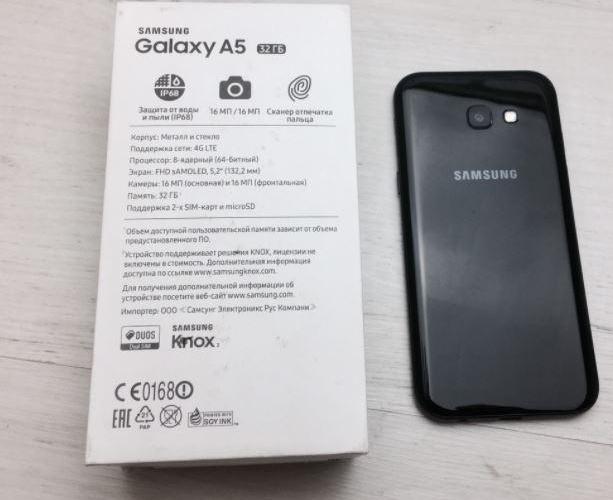 SAMSUNG
Galaxy A5 32 ГБ
IP68
Защита от воды
и пыли (IP68)
16 МП / 16 МП
Сканер отпечатка
пальца
Корпус: Металл и стекло
Поддержка сети: 4G LTE
Процессор: 8-ядерный (64-битный)
Экран: FHD sAMOLED, 5,2" (132,2 мм)
Камеры: 16 МП (основная) и 16 МП (фронтальная)
Память: 32 ГБ
Поддержка 2-х SIM-карт и microSD
Объем доступной пользовательской памяти зависит от объема
предустановленного ПО.
Устройство поддерживает решения KNOX, лицензии не
включены в стоимость. Дополнительная информация
доступна по ссылке www.samsungknox.com.
Для получения дополнительной информации об
устройстве посетите веб-сайт www.samsung.com.
Импортер: ООО «Самсунг Электроникс Рус Компани»
DUOS
Dual SIM
SAMSUNG
Knox
CE0168
EAC
21
PAP
PRINTED WITH
SOY INK
SAMSUNG